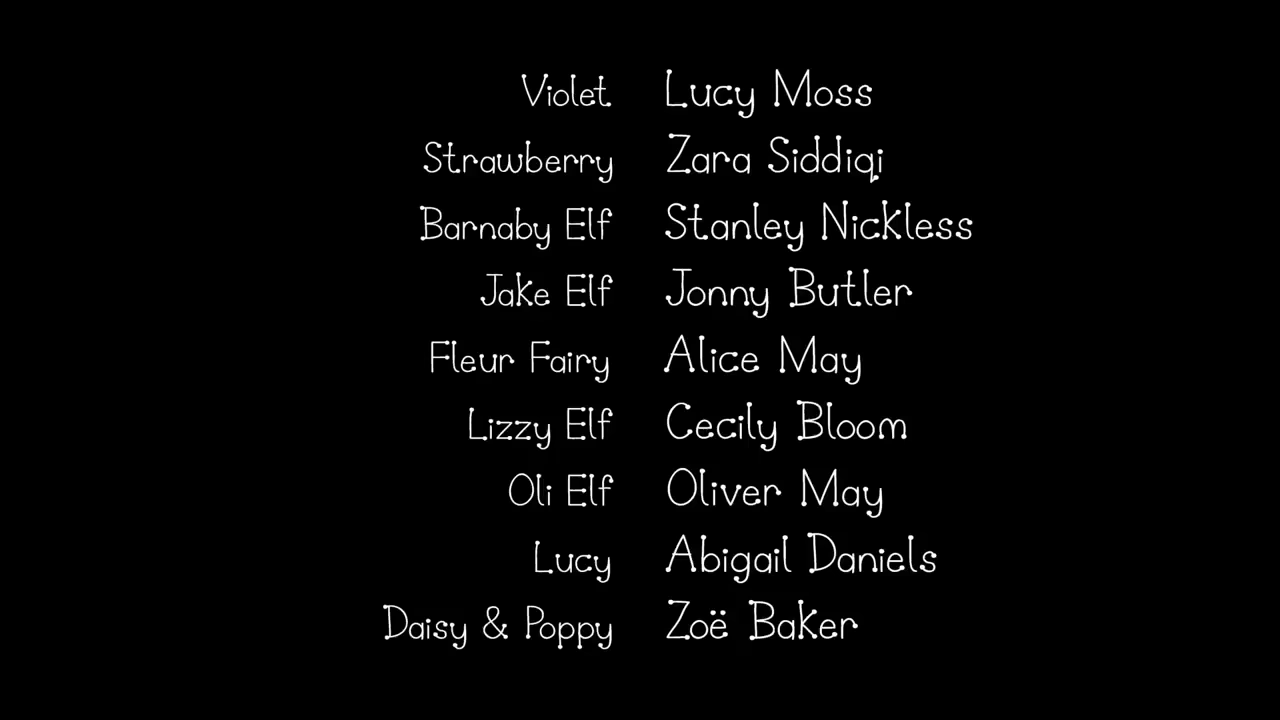 Violet Lucy Moss
Strawberry Zara Siddiqi
Barnaby Elf Stanley Nickless
Jake Elf Jonny Butler
Fleur Fairy Alice May
Lizzy Elf Cecily Bloom
Oli Elf Oliver May
Lucy Abigail Daniels
Daisy & Poppy Zoë Baker